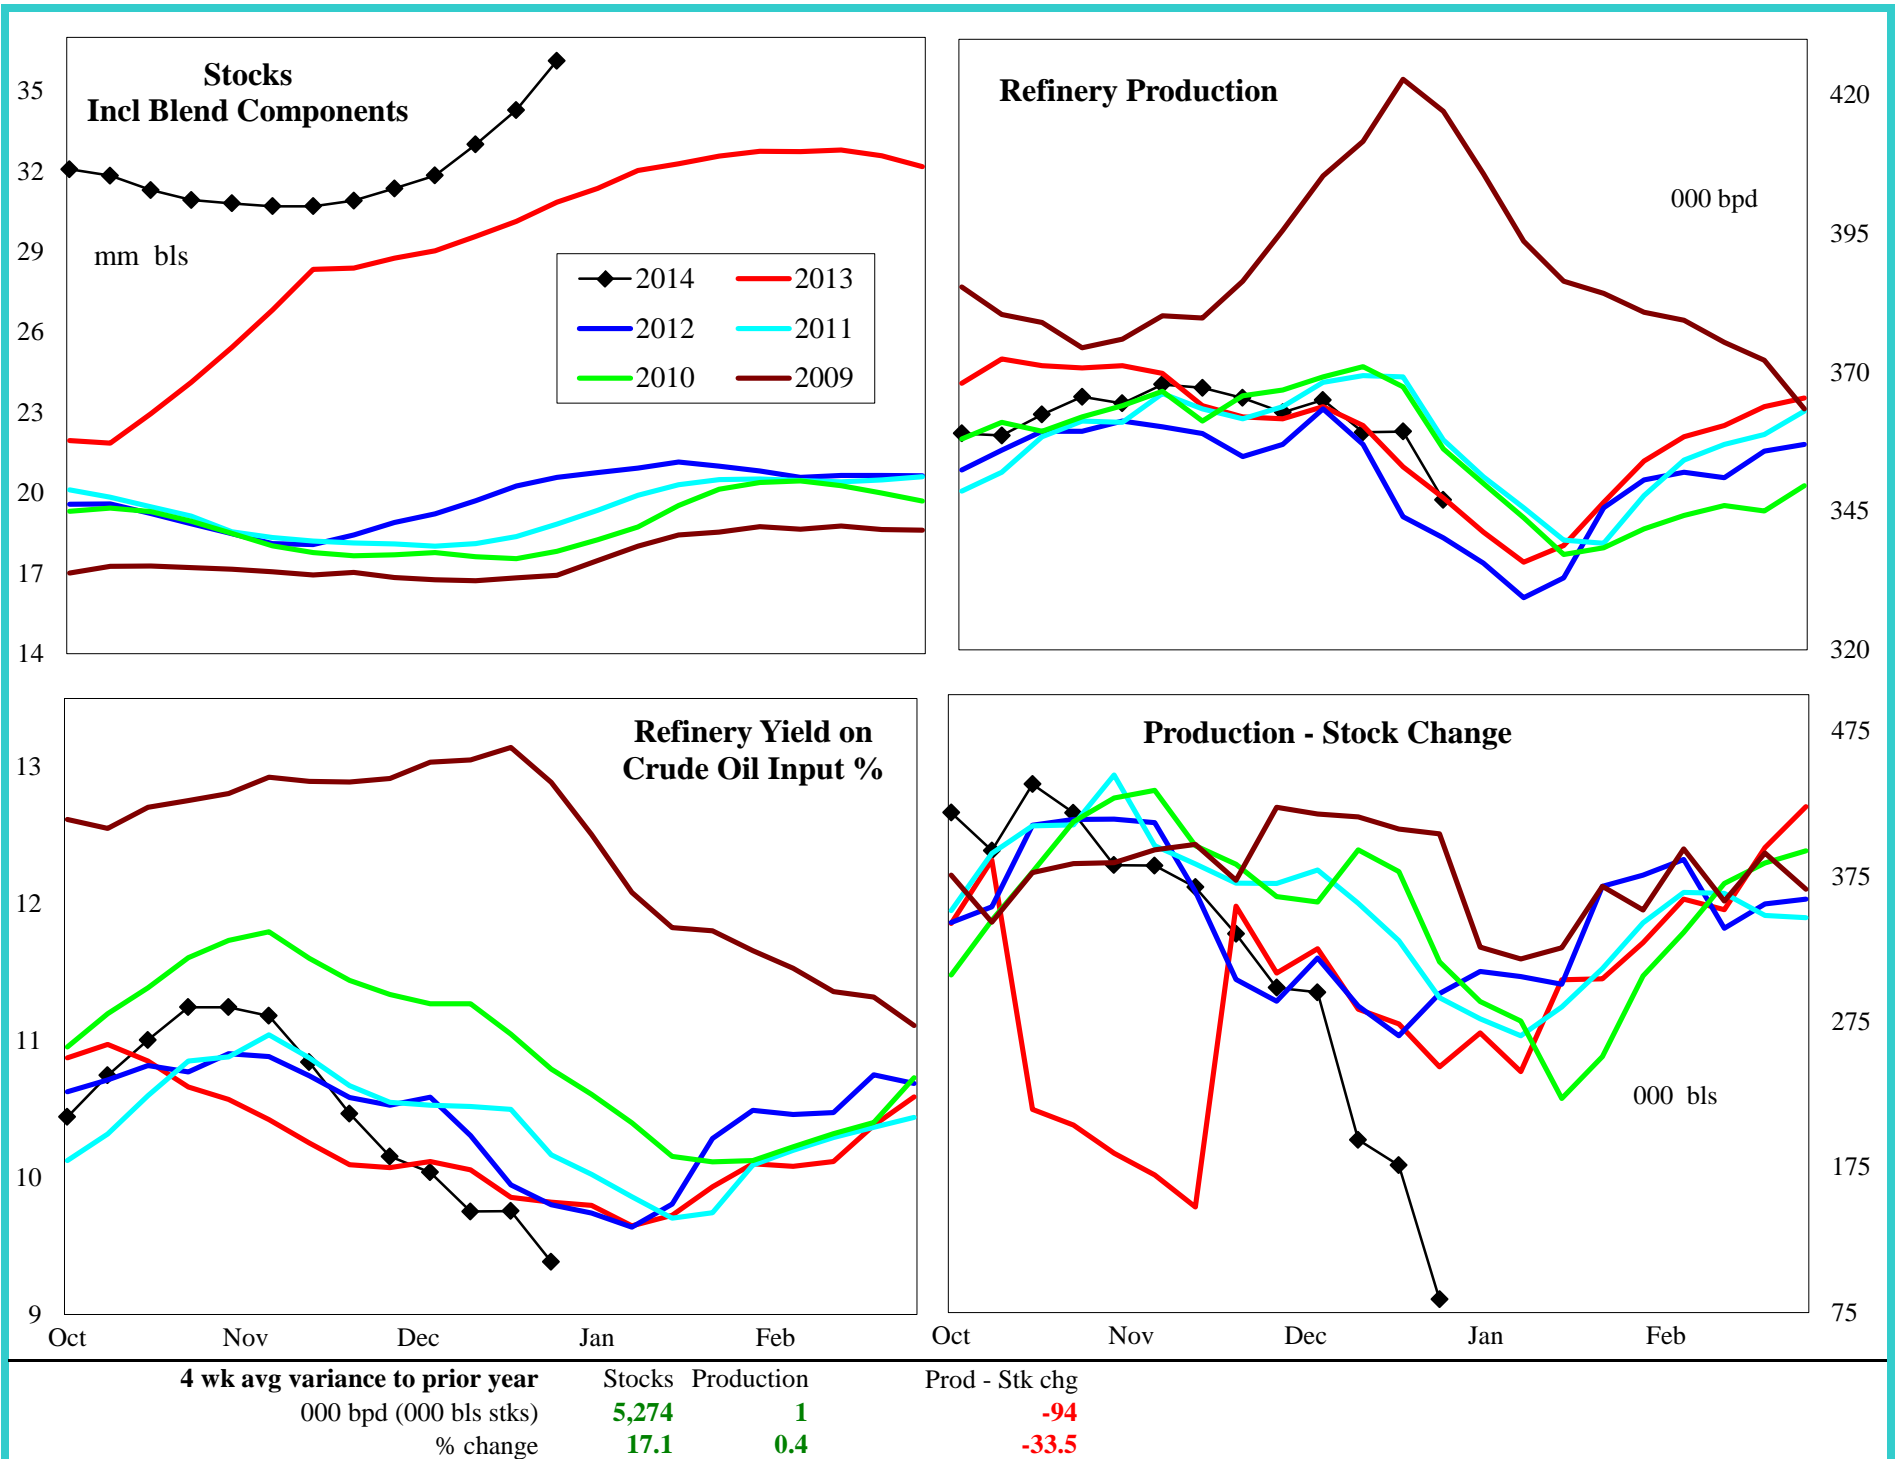 Stocks
Incl Blend Components
mm bls
35
32
29
26
23
20
17
14
2014 2013
2012 2011
2010 2009
Refinery Production
000 bpd
420
395
370
345
320
Refinery Yield on
Crude Oil Input %
13
12
11
10
9
Oct Nov Dec Jan Feb
Production - Stock Change
475
375
275
000 bls
175
75
Oct Nov Dec Jan Feb
4 wk avg variance to prior year Stocks Production Prod - Stk chg
000 bpd (000 bls stks) 5,274 1 -94
% change 17.1 0.4 -33.5